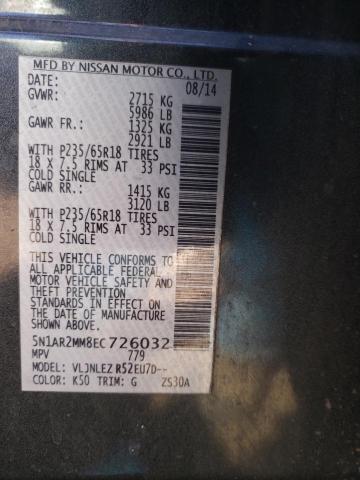 MFD BY NISSAN MOTOR CO., LTD.
DATE: 08/14
GVWR: 2715 KG
5986 LB
GAWR FR.: 1325 KG
2921 LB
WITH P235/65R18 TIRES
18 X 7.5 RIMS AT 33 PSI
COLD SINGLE
GAWR RR.: 1415 KG
3120 LB
WITH P235/65R18 TIRES
18 X 7.5 RIMS AT 33 PSI
COLD SINGLE
THIS VEHICLE CONFORMS TO
ALL APPLICABLE FEDERAL
MOTOR VEHICLE SAFETY AND
THEFT PREVENTION
STANDARDS IN EFFECT ON
THE DATE OF MANUFACTURE
SHOWN ABOVE.
5N1AR2MM8EC726032
MPV 779
MODEL: VLJNLEZ R52EU7D--
COLOR: K50 TRIM: G ZS30A